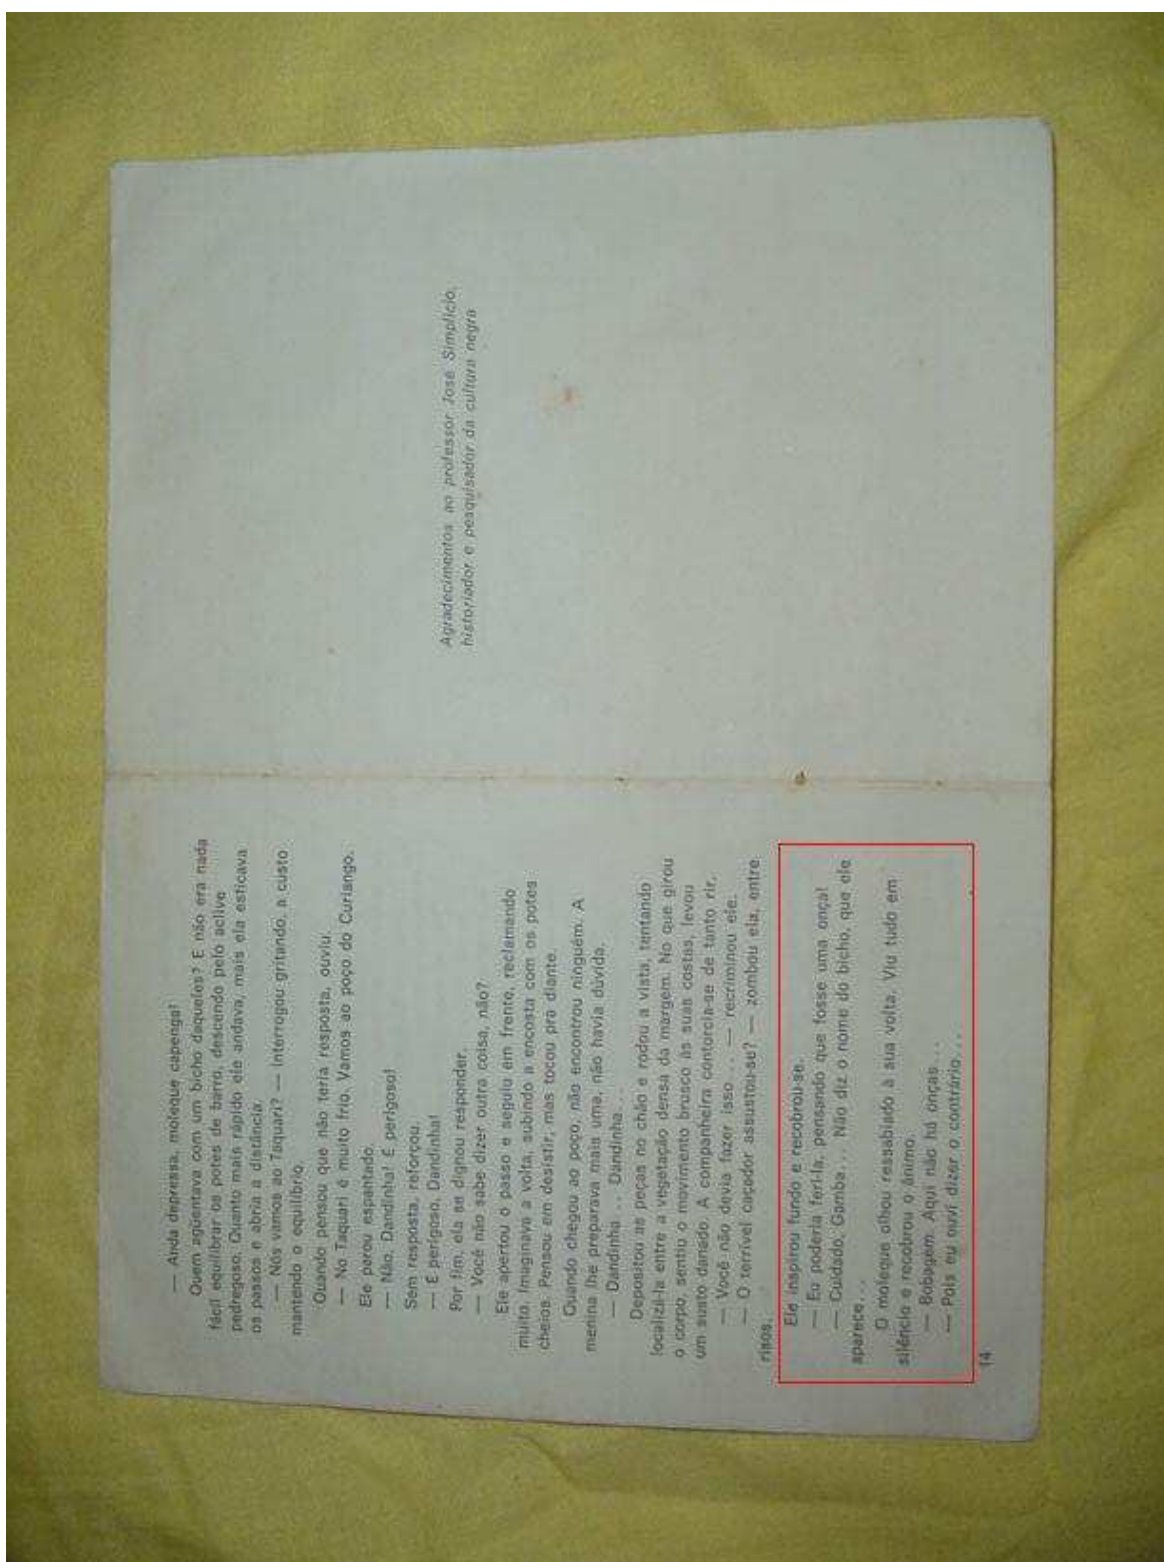 — Anda depressa, moleque capenga!
Quem agüentava com um bicho daqueles? E não era nada
fácil equilibrar os potes de barro, descendo pelo aclive
pedregoso. Quanto mais rápido ele andava, mais ela esticava
os passos e abria a distância.
— Nós vamos ao Taquari? — interrogou gritando, a custo
mantendo o equilíbrio.
Quando pensou que não teria resposta, ouviu:
— No Taquari é muito frio. Vamos ao poço do Curiango.
Ele parou espantado.
— Não, Dandinha! É perigoso!
Sem resposta, reforçou.
— É perigoso, Dandinha!
Por fim, ela se dignou responder.
— Você não sabe dizer outra coisa, não?
Ele apertou o passo e seguiu em frente, reclamando
muito. Imaginava a volta, subindo a encosta com os potes
cheios. Pensou em desistir, mas tocou pra diante.
Quando chegou ao poço, não encontrou ninguém. A
menina lhe preparava mais uma, não havia dúvida.
— Dandinha... Dandinha...
Depositou as peças no chão e rodou a vista, tentando
localizá-la entre a vegetação densa da margem. No que girou
o corpo, sentiu o movimento brusco às suas costas, levou
um susto danado. A companheira contorcia-se de tanto rir.
— Você não devia fazer isso... — recriminou ele.
— O terrível caçador assustou-se? — zombou ela, entre
risos.
Ele inspirou fundo e recobrou-se.
— Eu poderia feri-la, pensando que fosse uma onça!
— Cuidado, Ganba... Não diz o nome do bicho, que ele
aparece...
O moleque olhou ressabiado à sua volta. Viu tudo em
silêncio e recobrou o ânimo.
— Bobagem. Aqui não há onças...
— Pois eu ouvi dizer o contrário...
14
Agradecimentos ao professor José Simplício,
historiador e pesquisador da cultura negra